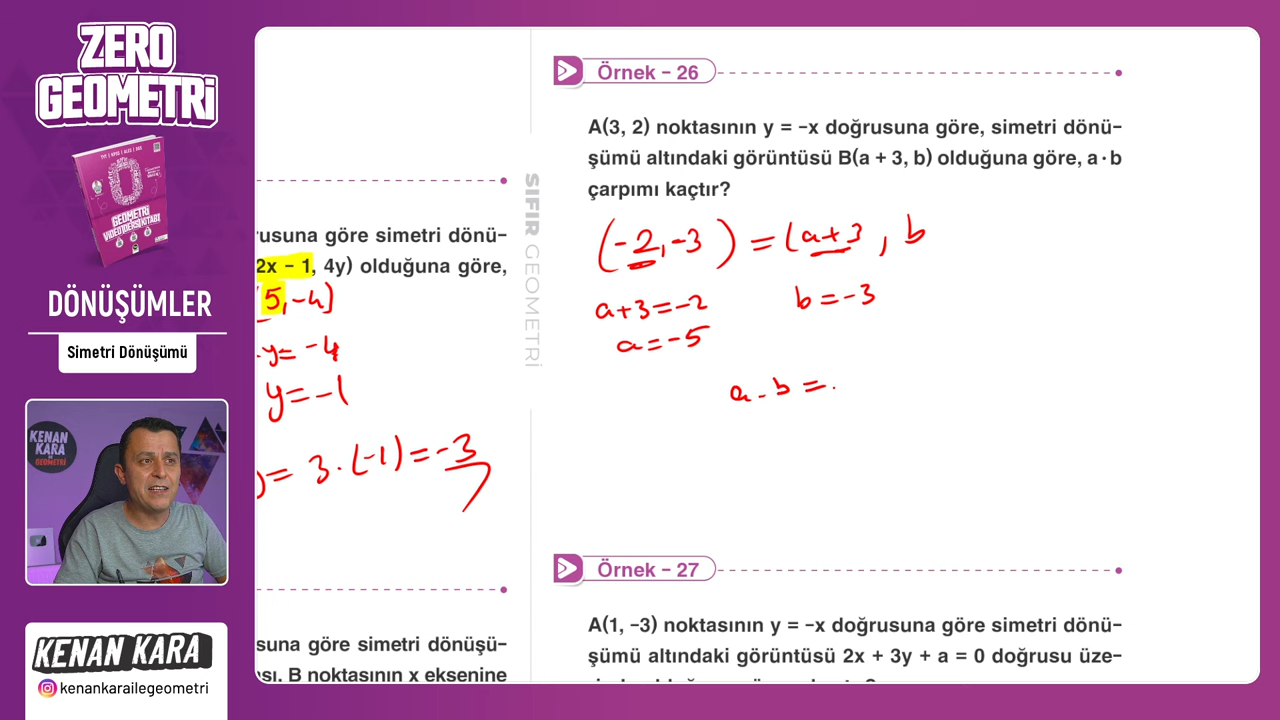 ZERO
GEOMETRİ
GEOMETRİ
VİDEO DERS KİTABI
DÖNÜŞÜMLER
Simetri Dönüşümü
KENAN
KARA
GEOMETRİ
KENAN KARA
kenankarailegeometri
rusuna göre simetri dönü-
2x − 1, 4y) olduğuna göre,
5, -4)
y = -4
y = -1
) = 3 · (-1) = -3
suna göre simetri dönüşü-
ası. B noktasının x eksenine
SIFIR GEOMETRİ
Örnek − 26
A(3, 2) noktasının y = −x doğrusuna göre, simetri dönü-
şümü altındaki görüntüsü B(a + 3, b) olduğuna göre, a · b
çarpımı kaçtır?
(-2, -3) = (a+3, b
a+3 = -2 b = -3
a = -5
a . b =
Örnek − 27
A(1, −3) noktasının y = −x doğrusuna göre simetri dönü-
şümü altındaki görüntüsü 2x + 3y + a = 0 doğrusu üze-